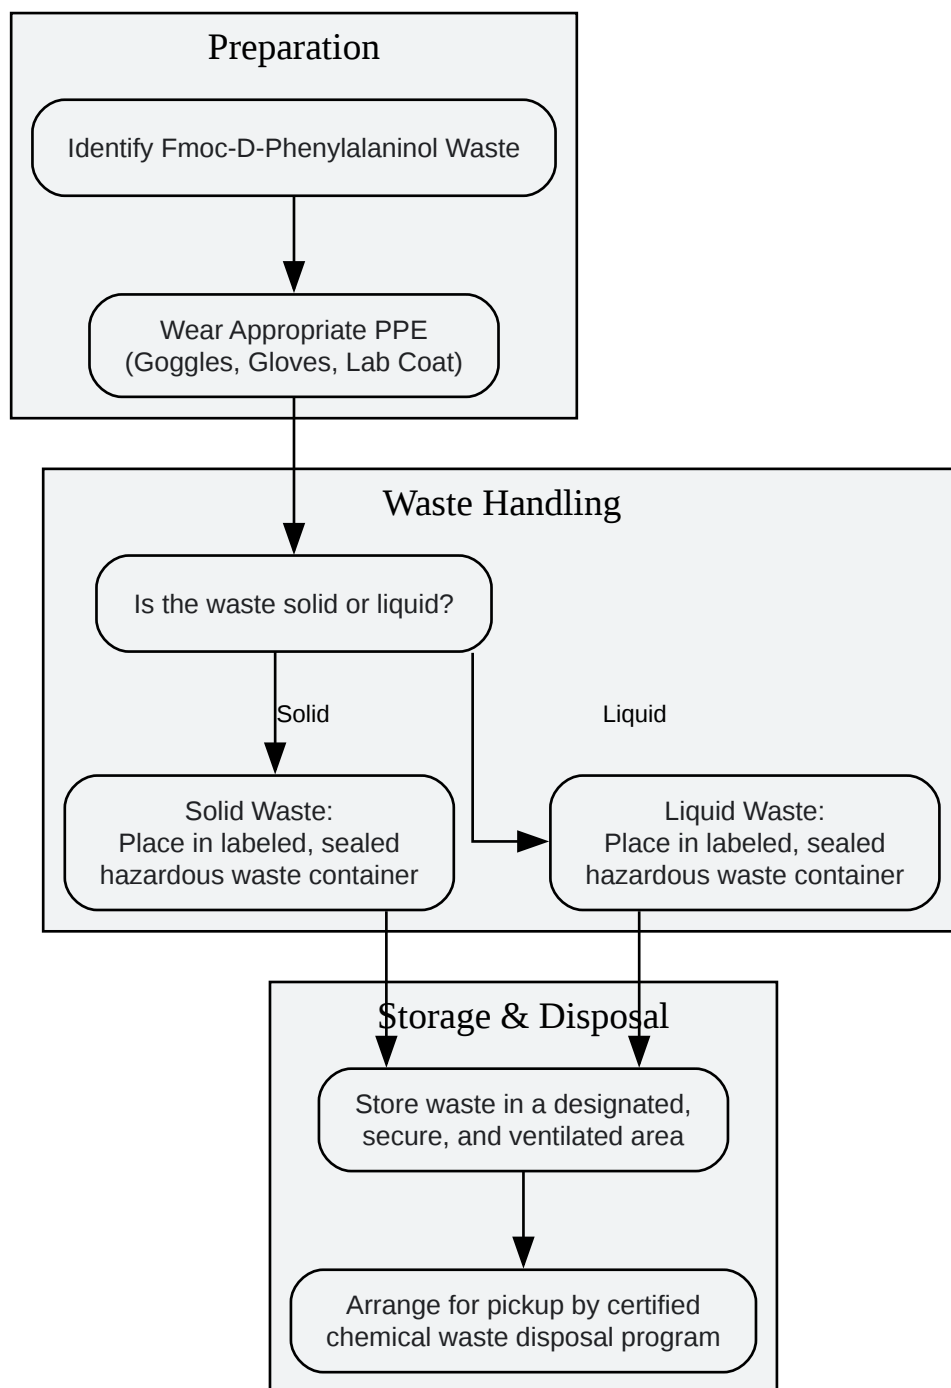 Preparation
Identify Fmoc-D-Phenylalaninol Waste
Wear Appropriate PPE
(Goggles, Gloves, Lab Coat)
Waste Handling
Is the waste solid or liquid?
Solid
Liquid
Solid Waste:
Place in labeled, sealed
hazardous waste container
Liquid Waste:
Place in labeled, sealed
hazardous waste container
Storage & Disposal
Store waste in a designated,
secure, and ventilated area
Arrange for pickup by certified
chemical waste disposal program